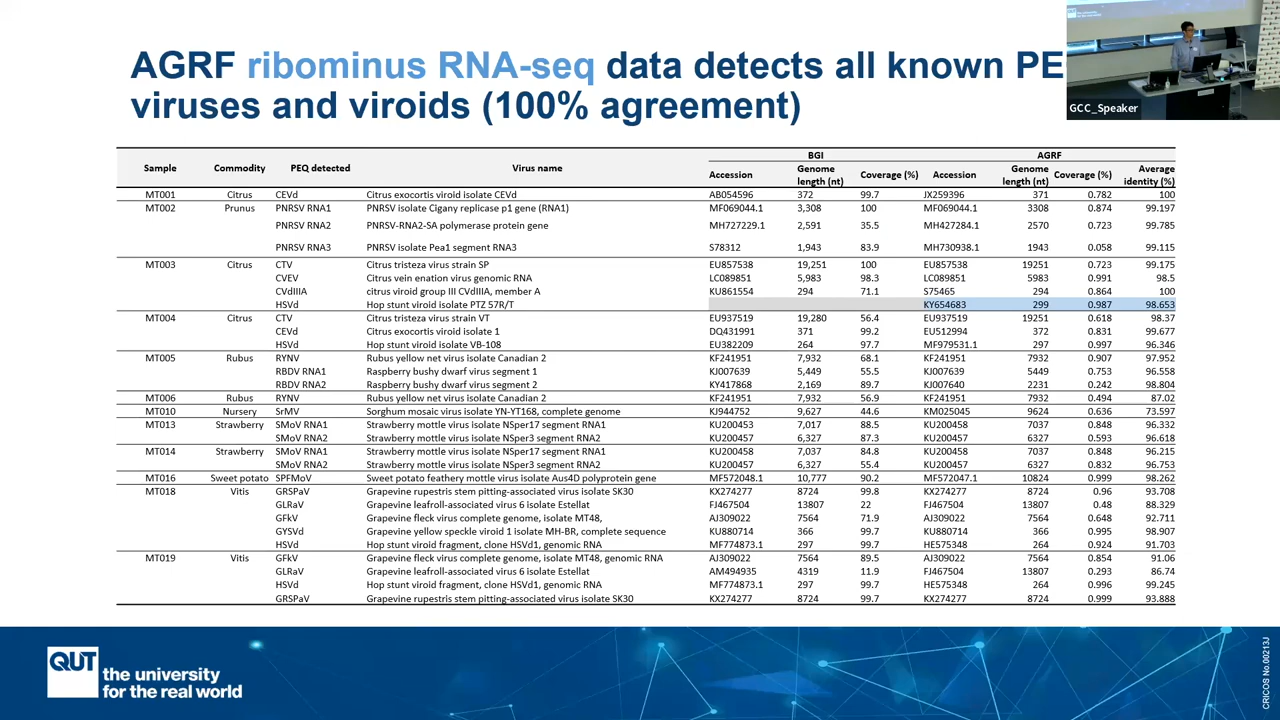 AGRF ribominus RNA-seq data detects all known PE
viruses and viroids (100% agreement)
GCC_Speaker
BGI AGRF
Sample Commodity PEQ detected Virus name Accession Genome length (nt) Coverage (%) Accession Genome length (nt) Coverage (%) Average identity (%)
MT001 Citrus CEVd Citrus exocortis viroid isolate CEVd AB054596 372 99.7 JX259396 371 0.782 100
MT002 Prunus PNRSV RNA1 PNRSV isolate Cigany replicase p1 gene (RNA1) MF069044.1 3,308 100 MF069044.1 3308 0.874 99.197
PNRSV RNA2 PNRSV-RNA2-SA polymerase protein gene MH727229.1 2,591 35.5 MH427284.1 2570 0.723 99.785
PNRSV RNA3 PNRSV isolate Pea1 segment RNA3 S78312 1,943 83.9 MH730938.1 1943 0.058 99.115
MT003 Citrus CTV Citrus tristeza virus strain SP EU857538 19,251 100 EU857538 19251 0.723 99.175
CVEV Citrus vein enation virus genomic RNA LC089851 5,983 98.3 LC089851 5983 0.991 98.5
CVdIIIA citrus viroid group III CVdIIIA, member A KU861554 294 71.1 S75465 294 0.864 100
HSVd Hop stunt viroid isolate PTZ 57R/T KY654683 299 0.987 98.653
MT004 Citrus CTV Citrus tristeza virus strain VT EU937519 19,280 56.4 EU937519 19251 0.618 98.37
CEVd Citrus exocortis viroid isolate 1 DQ431991 371 99.2 EU512994 372 0.831 99.677
HSVd Hop stunt viroid isolate VB-108 EU382209 264 97.7 MF979531.1 297 0.997 96.346
MT005 Rubus RYNV Rubus yellow net virus isolate Canadian 2 KF241951 7,932 68.1 KF241951 7932 0.907 97.952
RBDV RNA1 Raspberry bushy dwarf virus segment 1 KJ007639 5,449 55.5 KJ007639 5449 0.753 96.558
RBDV RNA2 Raspberry bushy dwarf virus segment 2 KY417868 2,169 89.7 KJ007640 2231 0.242 98.804
MT006 Rubus RYNV Rubus yellow net virus isolate Canadian 2 KF241951 7,932 56.9 KF241951 7932 0.494 87.02
MT010 Nursery SrMV Sorghum mosaic virus isolate YN-YT168, complete genome KJ944752 9,627 44.6 KM025045 9624 0.636 73.597
MT013 Strawberry SMoV RNA1 Strawberry mottle virus isolate NSper17 segment RNA1 KU200453 7,017 88.5 KU200458 7037 0.848 96.332
SMoV RNA2 Strawberry mottle virus isolate NSper3 segment RNA2 KU200457 6,327 87.3 KU200457 6327 0.593 96.618
MT014 Strawberry SMoV RNA1 Strawberry mottle virus isolate NSper17 segment RNA1 KU200458 7,037 84.8 KU200458 7037 0.848 96.215
SMoV RNA2 Strawberry mottle virus isolate NSper3 segment RNA2 KU200457 6,327 55.4 KU200457 6327 0.832 96.753
MT016 Sweet potato SPFMoV Sweet potato feathery mottle virus isolate Aus4D polyprotein gene MF572048.1 10,777 90.2 MF572047.1 10824 0.999 98.262
MT018 Vitis GRSPaV Grapevine rupestris stem pitting-associated virus isolate SK30 KX274277 8724 99.8 KX274277 8724 0.96 93.708
GLRaV Grapevine leafroll-associated virus 6 isolate Estellat FJ467504 13807 22 FJ467504 13807 0.48 88.329
GFkV Grapevine fleck virus complete genome, isolate MT48, AJ309022 7564 71.9 AJ309022 7564 0.648 92.711
GYSVd Grapevine yellow speckle viroid 1 isolate MH-BR, complete sequence KU880714 366 99.7 KU880714 366 0.995 98.907
HSVd Hop stunt viroid fragment, clone HSVd1, genomic RNA MF774873.1 297 99.7 HE575348 264 0.924 91.703
MT019 Vitis GFkV Grapevine fleck virus complete genome, isolate MT48, genomic RNA AJ309022 7564 89.5 AJ309022 7564 0.854 91.06
GLRaV Grapevine leafroll-associated virus 6 isolate Estellat AM494935 4319 11.9 FJ467504 13807 0.293 86.74
HSVd Hop stunt viroid fragment, clone HSVd1, genomic RNA MF774873.1 297 99.7 HE575348 264 0.996 99.245
GRSPaV Grapevine rupestris stem pitting-associated virus isolate SK30 KX274277 8724 99.7 KX274277 8724 0.999 93.888
QUT
the university
for the real world
CRICOS No.00213J